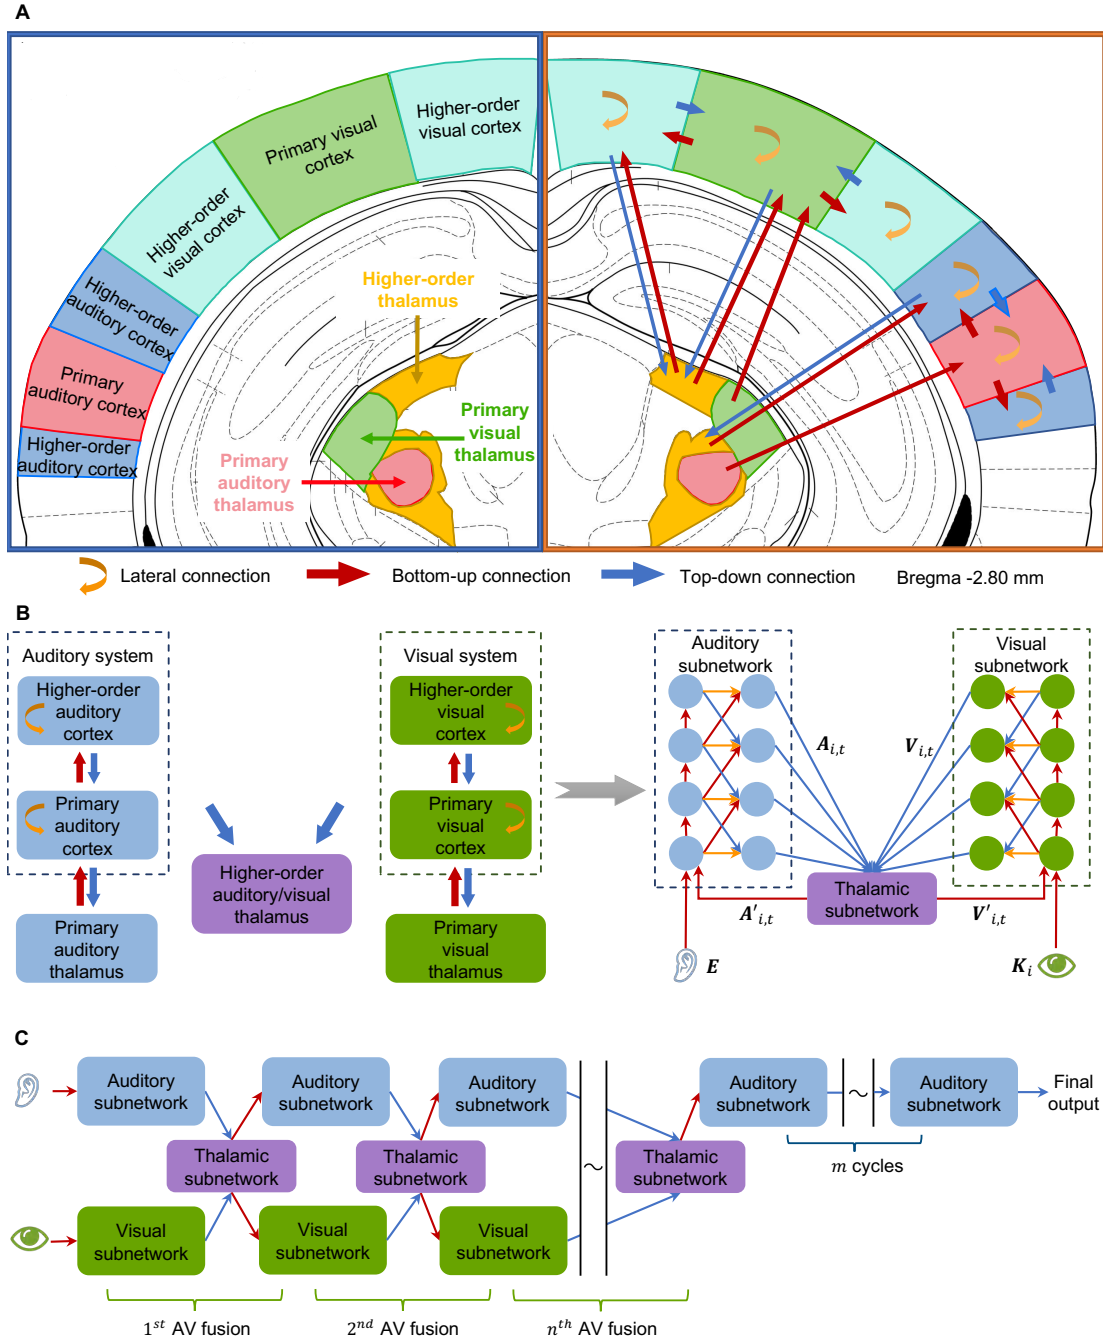 A
Higher-order
visual cortex
Primary visual
cortex
Higher-order
visual cortex
Higher-order
auditory cortex
Primary
auditory cortex
Higher-order
auditory cortex
Higher-order
thalamus
Primary
visual
thalamus
Primary
auditory
thalamus
Lateral connection
Bottom-up connection
Top-down connection
Bregma -2.80 mm
B
Auditory system
Higher-order
auditory
cortex
Primary
auditory
cortex
Primary
auditory
thalamus
Higher-order
auditory/visual
thalamus
Visual system
Higher-order
visual
cortex
Primary
visual
cortex
Primary
visual
thalamus
Auditory
subnetwork
Visual
subnetwork
A_{i,t}
V_{i,t}
Thalamic
subnetwork
A'_{i,t}
V'_{i,t}
E
K_i
C
Auditory
subnetwork
Auditory
subnetwork
Auditory
subnetwork
Auditory
subnetwork
~
Auditory
subnetwork
Final
output
Thalamic
subnetwork
Thalamic
subnetwork
~
Thalamic
subnetwork
m cycles
Visual
subnetwork
Visual
subnetwork
Visual
subnetwork
1^{st} AV fusion
2^{nd} AV fusion
n^{th} AV fusion